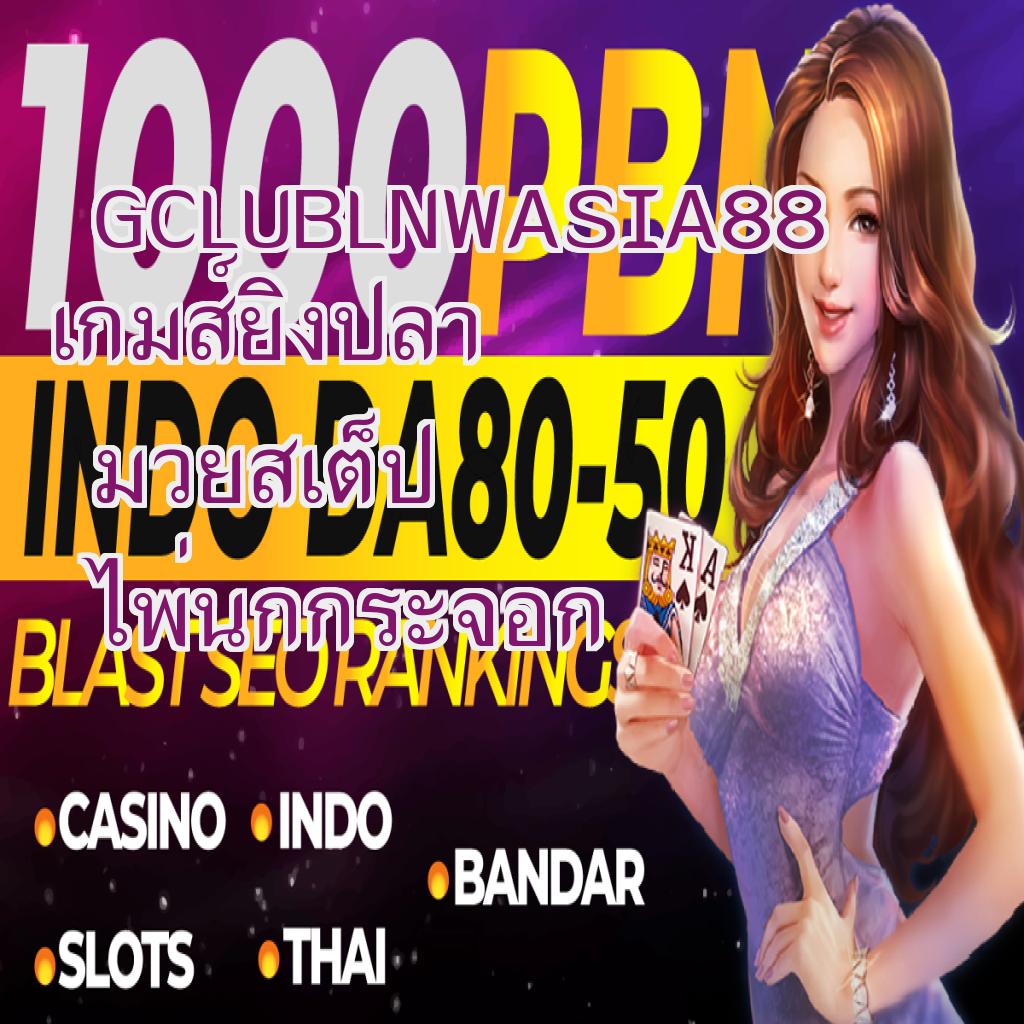 1000 PBN
GCLUBLNWASIA88
เกมส์ยิงปลา
INDO DA80-50
มวยสเต็ป
ไพ่นกกระจอก
BLAST SEO RANKINGS
CASINO
INDO
BANDAR
SLOTS
THAI
K A